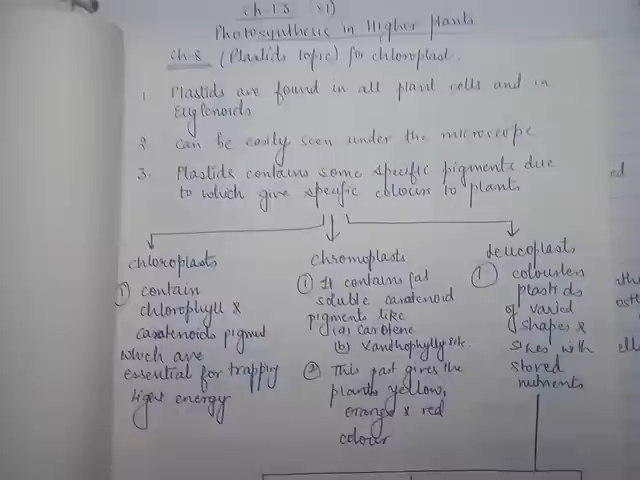 ch-13
Photosynthesis in Higher plants
ch-8 (Plastids topic) for chloroplast.
1 Plastids are found in all plant cells and in
Euglenoids
2 can be easily seen under the microscope
3. Plastids contains some specific pigments due
to which give specific colours to plants
chloroplasts
① contain
chlorophyll &
carotenoids pigment
which are
essential for trapping
light energy
chromoplasts
① It contains fat
soluble carotenoid
pigments like
(a) carotene
(b) Xanthophylls etc.
② This part gives the
plants yellow,
orange & red
colour
Leucoplasts
① colourless
plastids
of varied
shapes &
sizes with
stored
nutrients